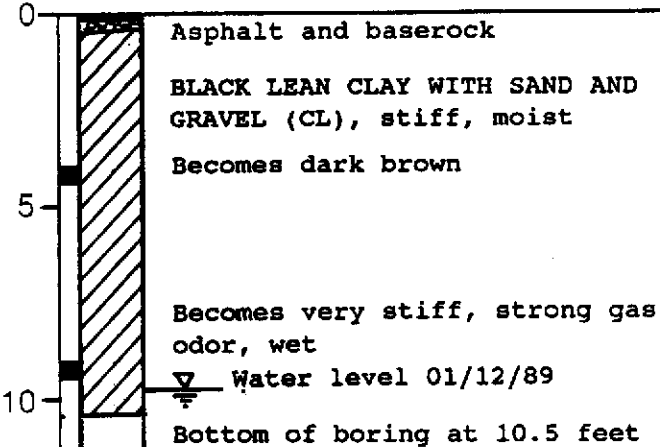 0
Asphalt and baserock
BLACK LEAN CLAY WITH SAND AND
GRAVEL (CL), stiff, moist
Becomes dark brown
5
Becomes very stiff, strong gas
odor, wet
Water level 01/12/89
10
Bottom of boring at 10.5 feet